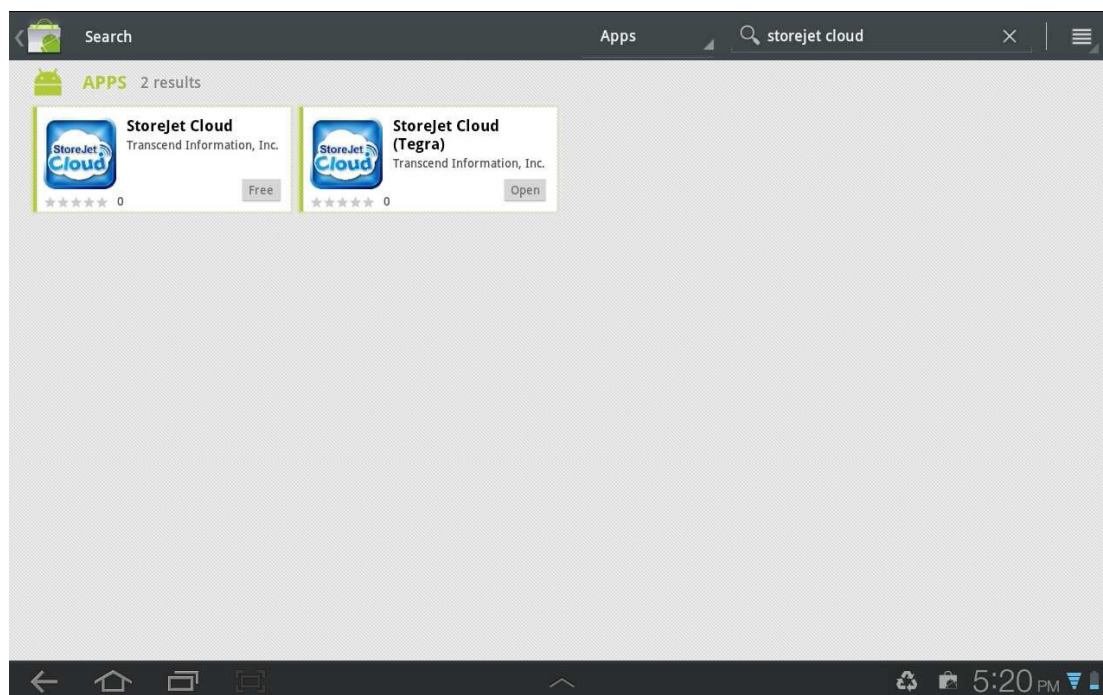 Search
Apps
storejet cloud
APPS 2 results
StoreJet Cloud
Transcend Information, Inc.
Free
0
StoreJet Cloud
(Tegra)
Transcend Information, Inc.
Open
0
StoreJet
Cloud
StoreJet
Cloud
5:20 PM